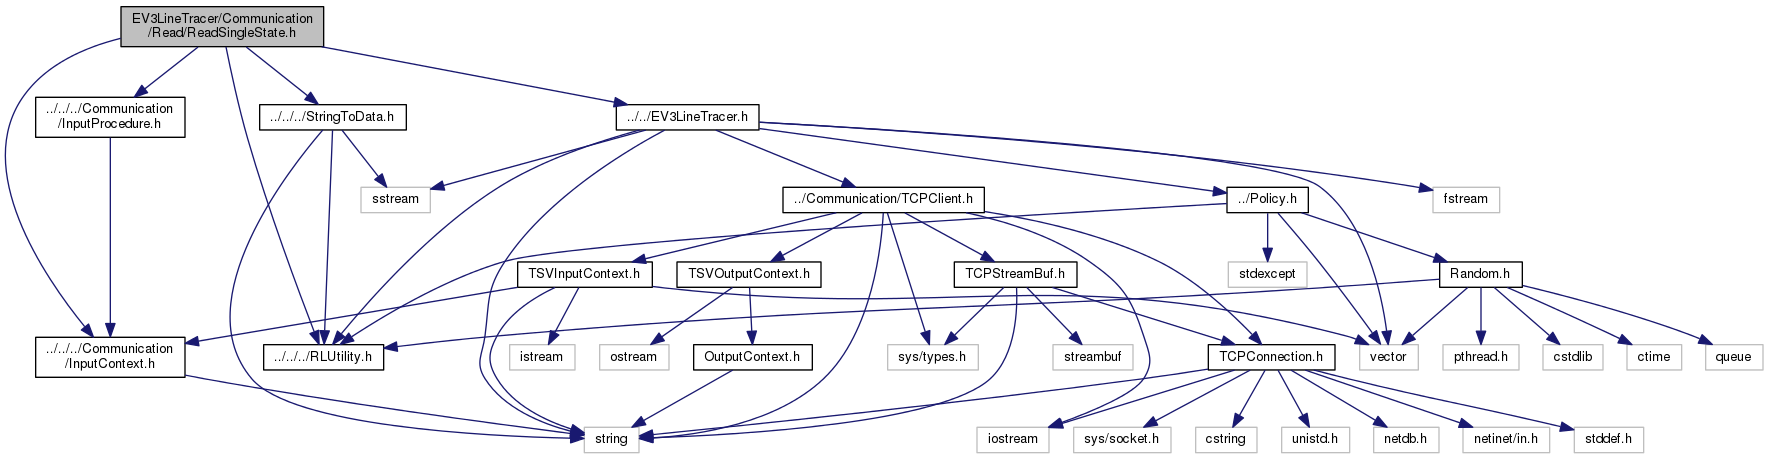 EV3LineTracer/Communication
/Read/ReadSingleState.h
../../../Communication
/InputProcedure.h
../../../StringToData.h
../../EV3LineTracer.h
sstream
../Communication/TCPClient.h
../Policy.h
fstream
TSVInputContext.h
TSVOutputContext.h
TCPStreamBuf.h
stdexcept
Random.h
../../../Communication
/InputContext.h
../../../RLUtility.h
istream
ostream
OutputContext.h
sys/types.h
streambuf
TCPConnection.h
vector
pthread.h
cstdlib
ctime
queue
string
iostream
sys/socket.h
cstring
unistd.h
netdb.h
netinet/in.h
stddef.h